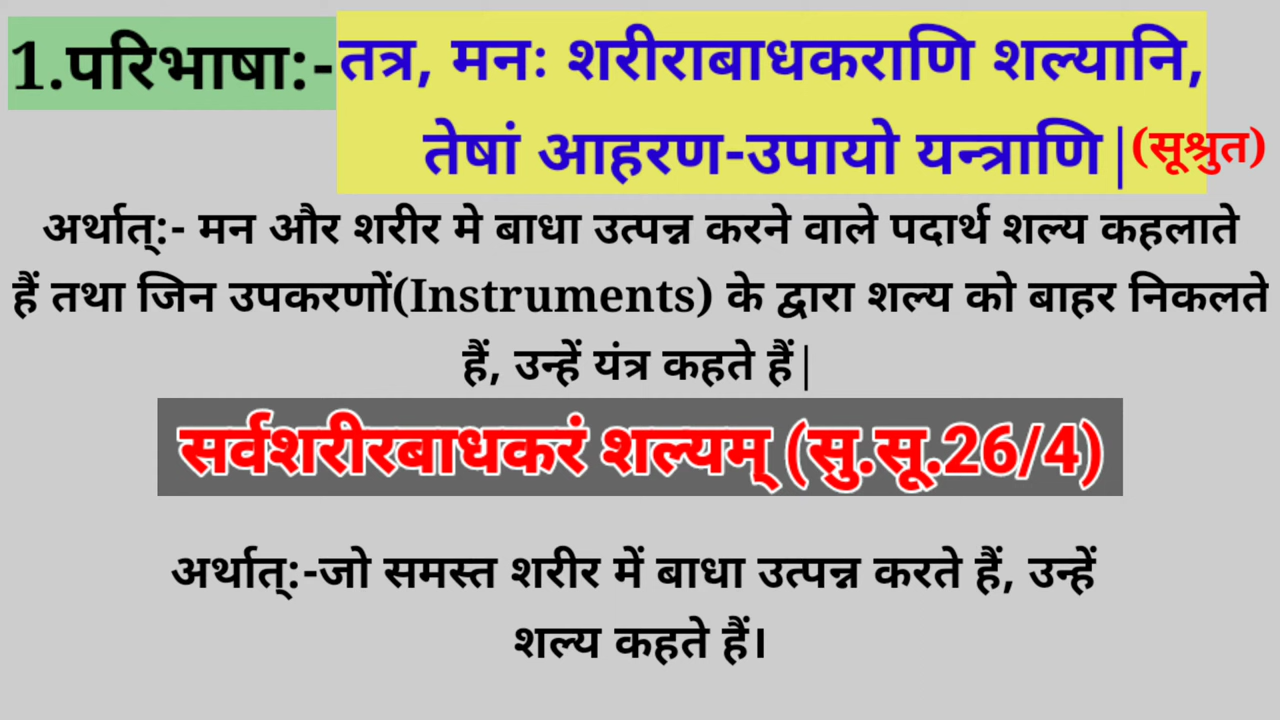 1.परिभाषा:- तत्र, मनः शरीराबाधकराणि शल्यानि,
तेषां आहरण-उपायो यन्त्राणि| (सूश्रुत)
अर्थात्:- मन और शरीर मे बाधा उत्पन्न करने वाले पदार्थ शल्य कहलाते
हैं तथा जिन उपकरणों(Instruments) के द्वारा शल्य को बाहर निकलते
हैं, उन्हें यंत्र कहते हैं|
सर्वशरीरबाधकरं शल्यम् (सु.सू.26/4)
अर्थात्:-जो समस्त शरीर में बाधा उत्पन्न करते हैं, उन्हें
शल्य कहते हैं।